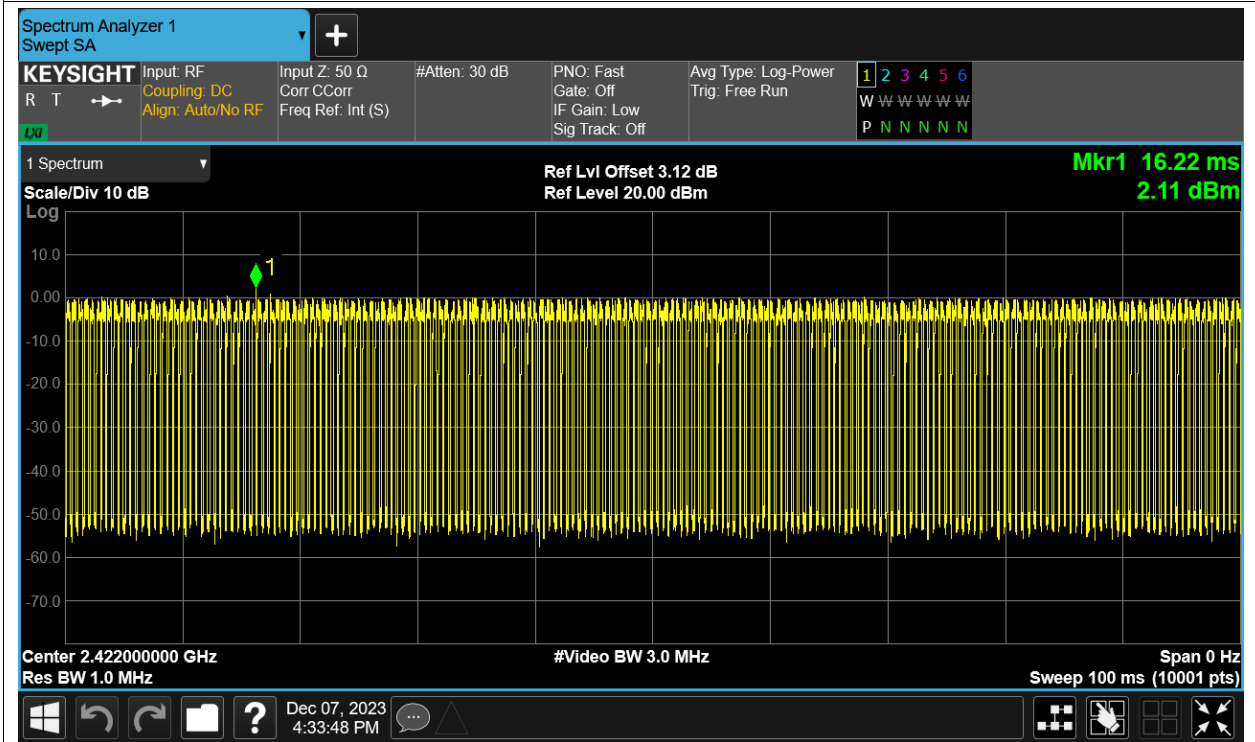 Spectrum Analyzer 1
Swept SA
+
KEYSIGHT
R T
LXI
Input: RF
Coupling: DC
Align: Auto/No RF
Input Z: 50 Ω
Corr CCorr
Freq Ref: Int (S)
#Atten: 30 dB
PNO: Fast
Gate: Off
IF Gain: Low
Sig Track: Off
Avg Type: Log-Power
Trig: Free Run
1 2 3 4 5 6
W W W W W W
P N N N N N
1 Spectrum
Scale/Div 10 dB
Ref Lvl Offset 3.12 dB
Ref Level 20.00 dBm
Mkr1 16.22 ms
2.11 dBm
Log
10.0
1
0.00
-10.0
-20.0
-30.0
-40.0
-50.0
-60.0
-70.0
Center 2.422000000 GHz
#Video BW 3.0 MHz
Span 0 Hz
Res BW 1.0 MHz
Sweep 100 ms (10001 pts)
?
Dec 07, 2023
4:33:48 PM